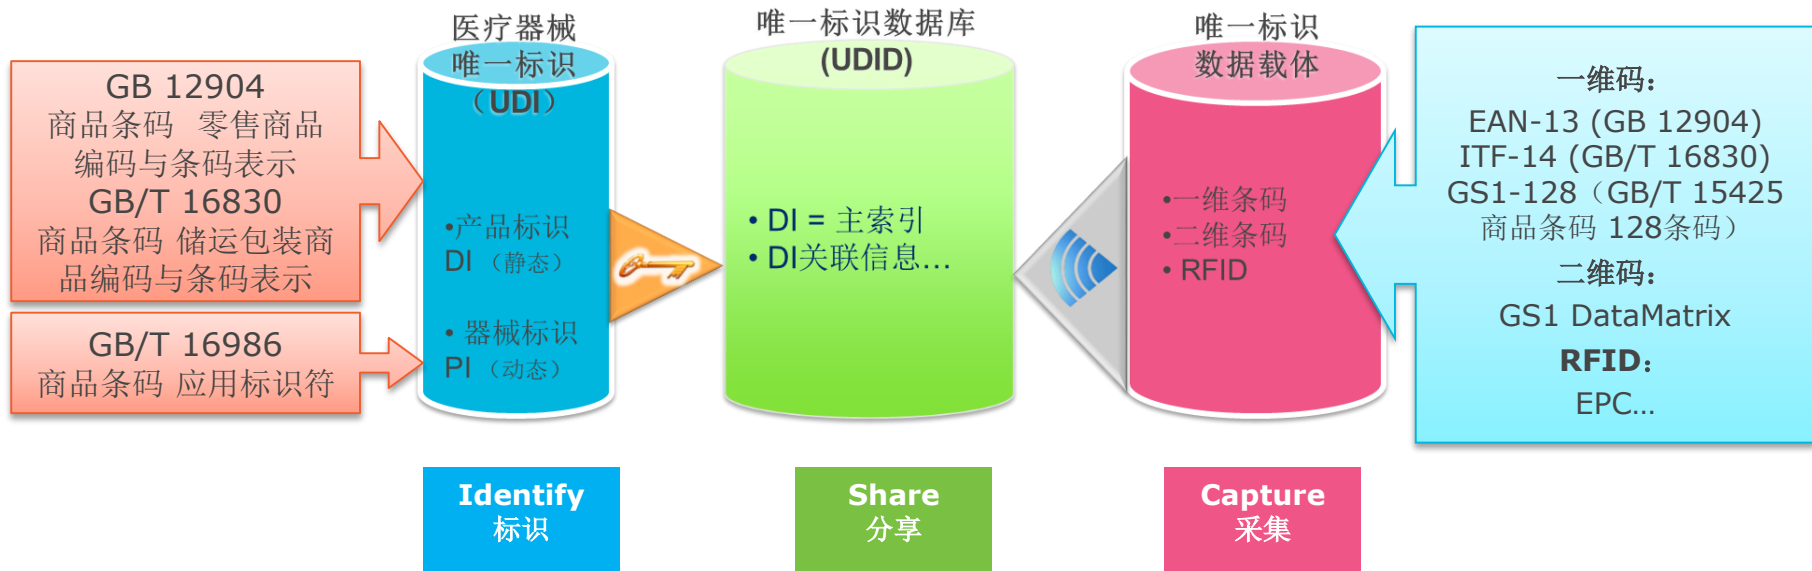 GB 12904
商品条码 零售商品
编码与条码表示
GB/T 16830
商品条码 储运包装商
品编码与条码表示
GB/T 16986
商品条码 应用标识符
医疗器械
唯一标识
（UDI）
•产品标识
DI （静态）
• 器械标识
PI （动态）
唯一标识数据库
(UDID)
• DI = 主索引
• DI关联信息...
唯一标识
数据载体
•一维条码
•二维条码
• RFID
一维码：
EAN-13 (GB 12904)
ITF-14 (GB/T 16830)
GS1-128（GB/T 15425
商品条码 128条码）
二维码：
GS1 DataMatrix
RFID：
EPC...
Identify
标识
Share
分享
Capture
采集